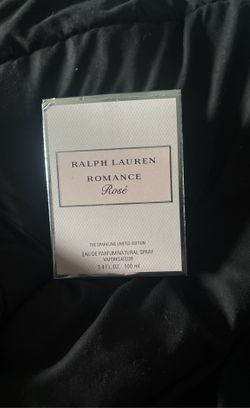 RALPH LAUREN
ROMANCE
Rosé
THE SPARKLING LIMITED EDITION
EAU DE PARFUM NATURAL SPRAY
VAPORISATEUR
3.4 FL. OZ. 100 ml